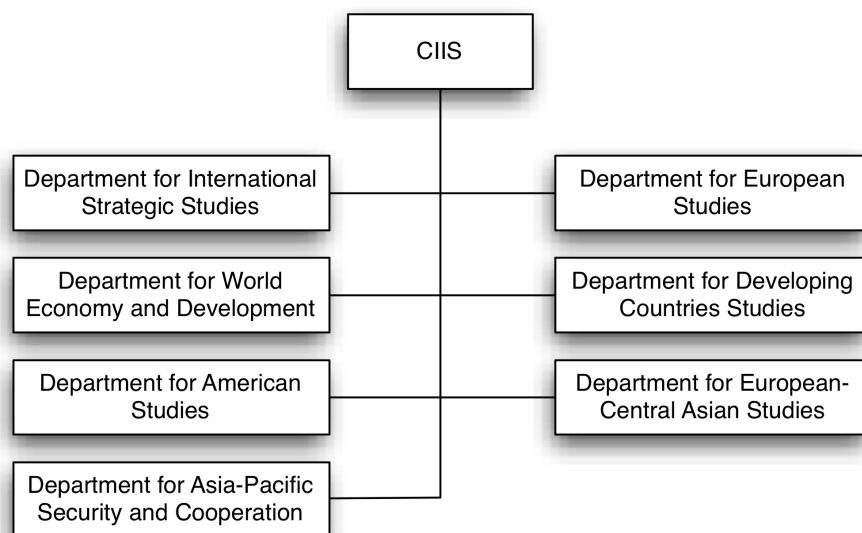 CIIS
Department for International
Strategic Studies
Department for European
Studies
Department for World
Economy and Development
Department for Developing
Countries Studies
Department for American
Studies
Department for European-
Central Asian Studies
Department for Asia-Pacific
Security and Cooperation